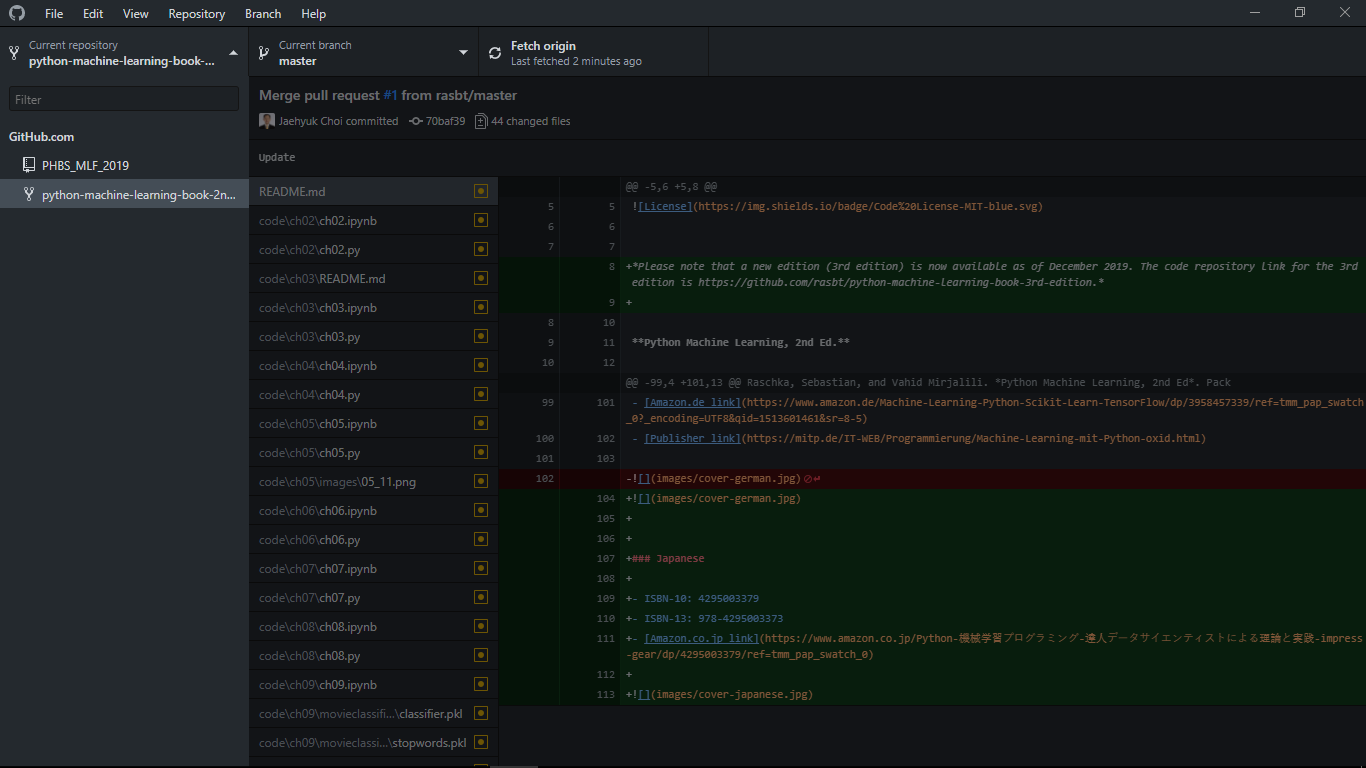 File Edit View Repository Branch Help
Current repository
python-machine-learning-book-...
Current branch
master
Fetch origin
Last fetched 2 minutes ago
Filter
GitHub.com
PHBS_MLF_2019
python-machine-learning-book-2n...
Merge pull request #1 from rasbt/master
Jaehyuk Choi committed 70baf39 44 changed files
Update
README.md
code\ch02\ch02.ipynb
code\ch02\ch02.py
code\ch03\README.md
code\ch03\ch03.ipynb
code\ch03\ch03.py
code\ch04\ch04.ipynb
code\ch04\ch04.py
code\ch05\ch05.ipynb
code\ch05\ch05.py
code\ch05\images\05_11.png
code\ch06\ch06.ipynb
code\ch06\ch06.py
code\ch07\ch07.ipynb
code\ch07\ch07.py
code\ch08\ch08.ipynb
code\ch08\ch08.py
code\ch09\ch09.ipynb
code\ch09\movieclassifi...\classifier.pkl
code\ch09\movieclassi...\stopwords.pkl
@@ -5,6 +5,8 @@
5 5 ![License](https://img.shields.io/badge/Code%20License-MIT-blue.svg)
6 6
7 7
8 +*Please note that a new edition (3rd edition) is now available as of December 2019. The code repository link for the 3rd
edition is https://github.com/rasbt/python-machine-learning-book-3rd-edition.*
9 +
8 10
9 11 **Python Machine Learning, 2nd Ed.**
10 12
@@ -99,4 +101,13 @@ Raschka, Sebastian, and Vahid Mirjalili. *Python Machine Learning, 2nd Ed*. Pack
99 101 - [Amazon.de link](https://www.amazon.de/Machine-Learning-Python-Scikit-Learn-TensorFlow/dp/3958457339/ref=tmm_pap_swatch
_0?_encoding=UTF8&qid=1513601461&sr=8-5)
100 102 - [Publisher link](https://mitp.de/IT-WEB/Programmierung/Machine-Learning-mit-Python-oxid.html)
101 103
102 -![](images/cover-german.jpg)
104 +![](images/cover-german.jpg)
105 +
106 +
107 +### Japanese
108 +
109 +- ISBN-10: 4295003379
110 +- ISBN-13: 978-4295003373
111 +- [Amazon.co.jp link](https://www.amazon.co.jp/Python-機械学習プログラミング-達人データサイエンティストによる理論と実践-impress
-gear/dp/4295003379/ref=tmm_pap_swatch_0)
112 +
113 +![](images/cover-japanese.jpg)